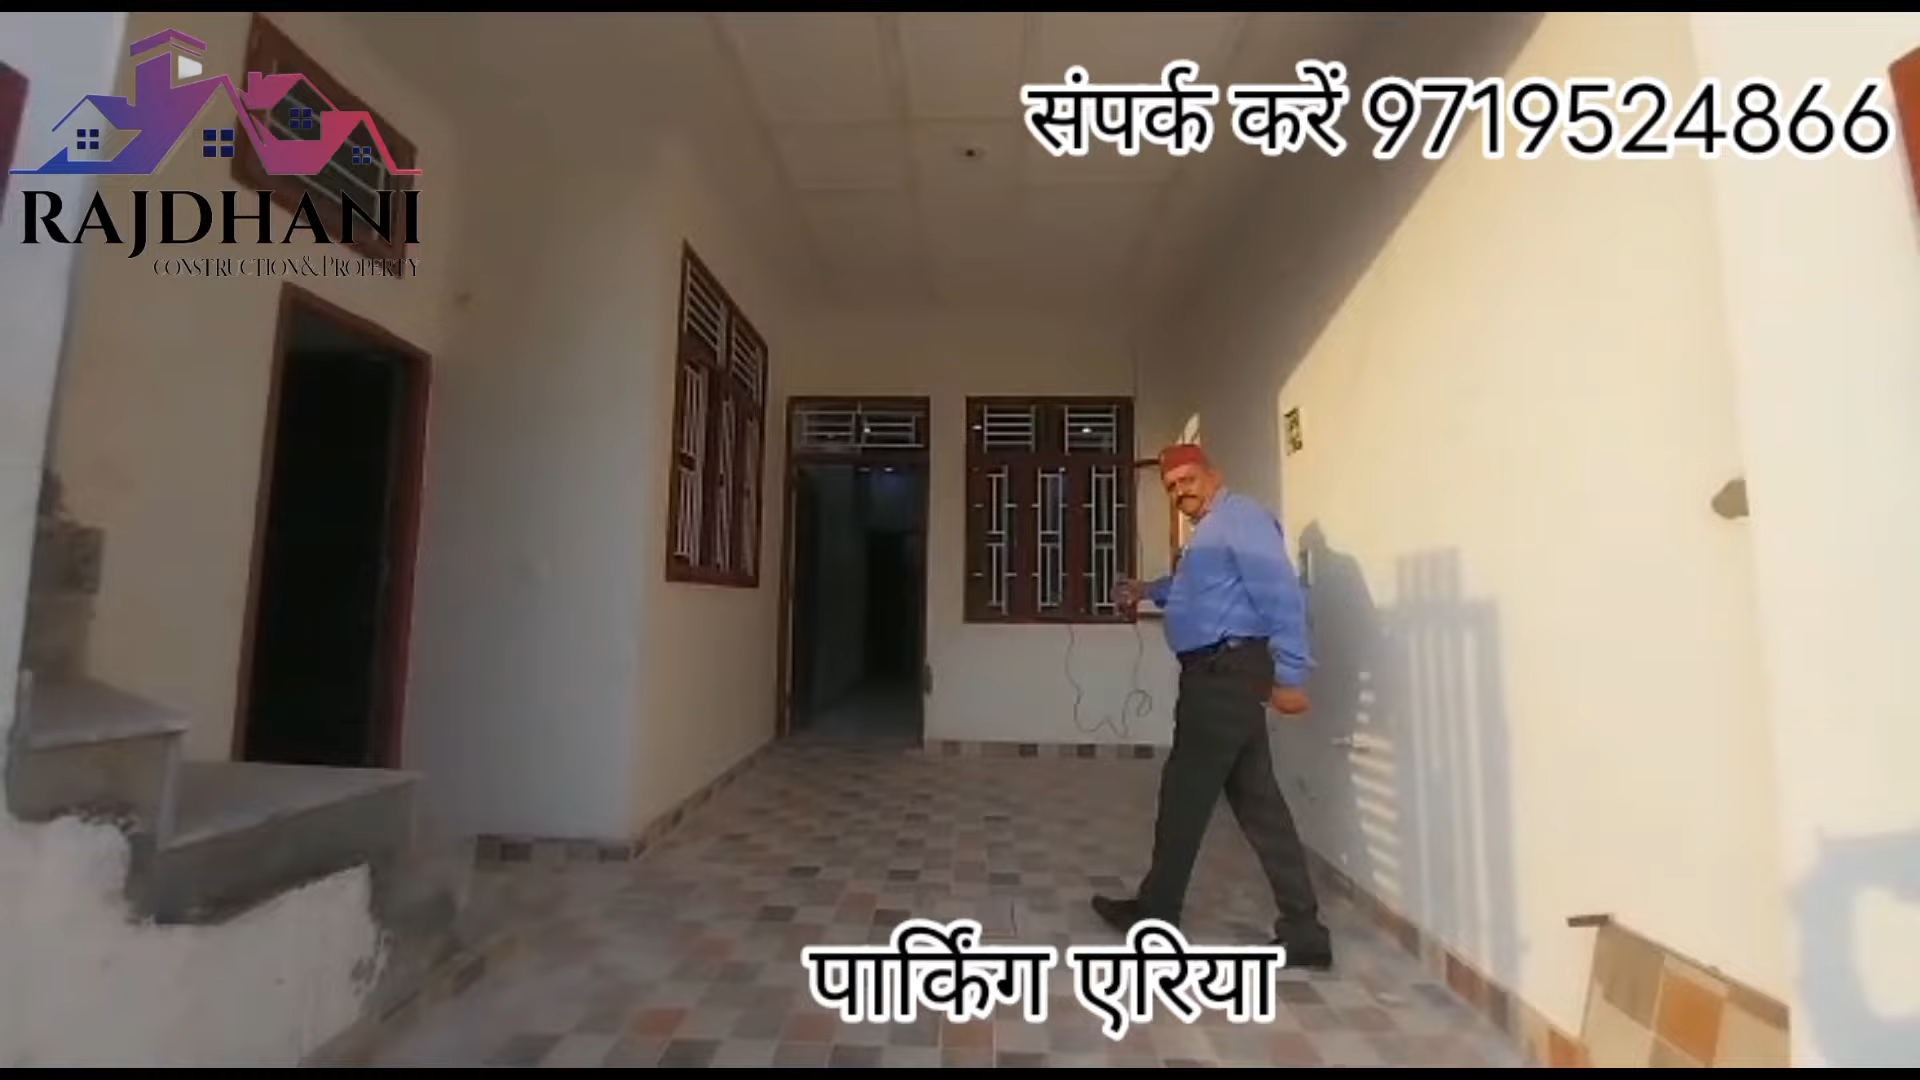 संपर्क करें 9719524866
RAJDHANI
CONSTRUCTION&PROPERTY
पार्किंग एरिया